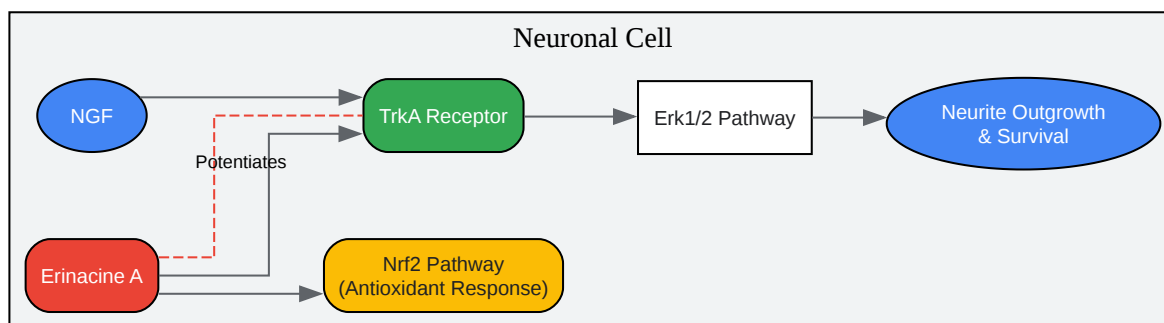 Neuronal Cell
NGF
TrkA Receptor
Erk1/2 Pathway
Neurite Outgrowth
& Survival
Potentiates
Erinacine A
Nrf2 Pathway
(Antioxidant Response)